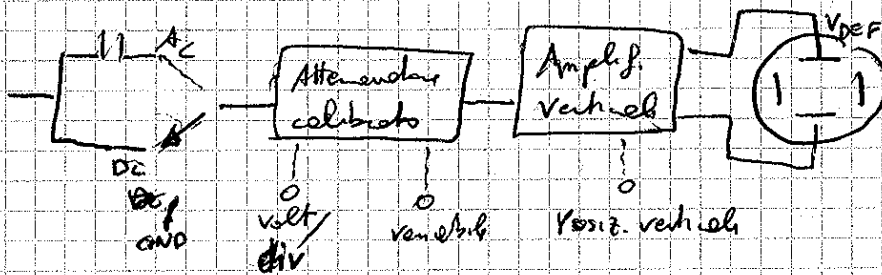 AC
DC
GND
Attenuatore
calibrato
volt/
div
variabile
Amplif.
verticale
Posiz. verticale
VDEF